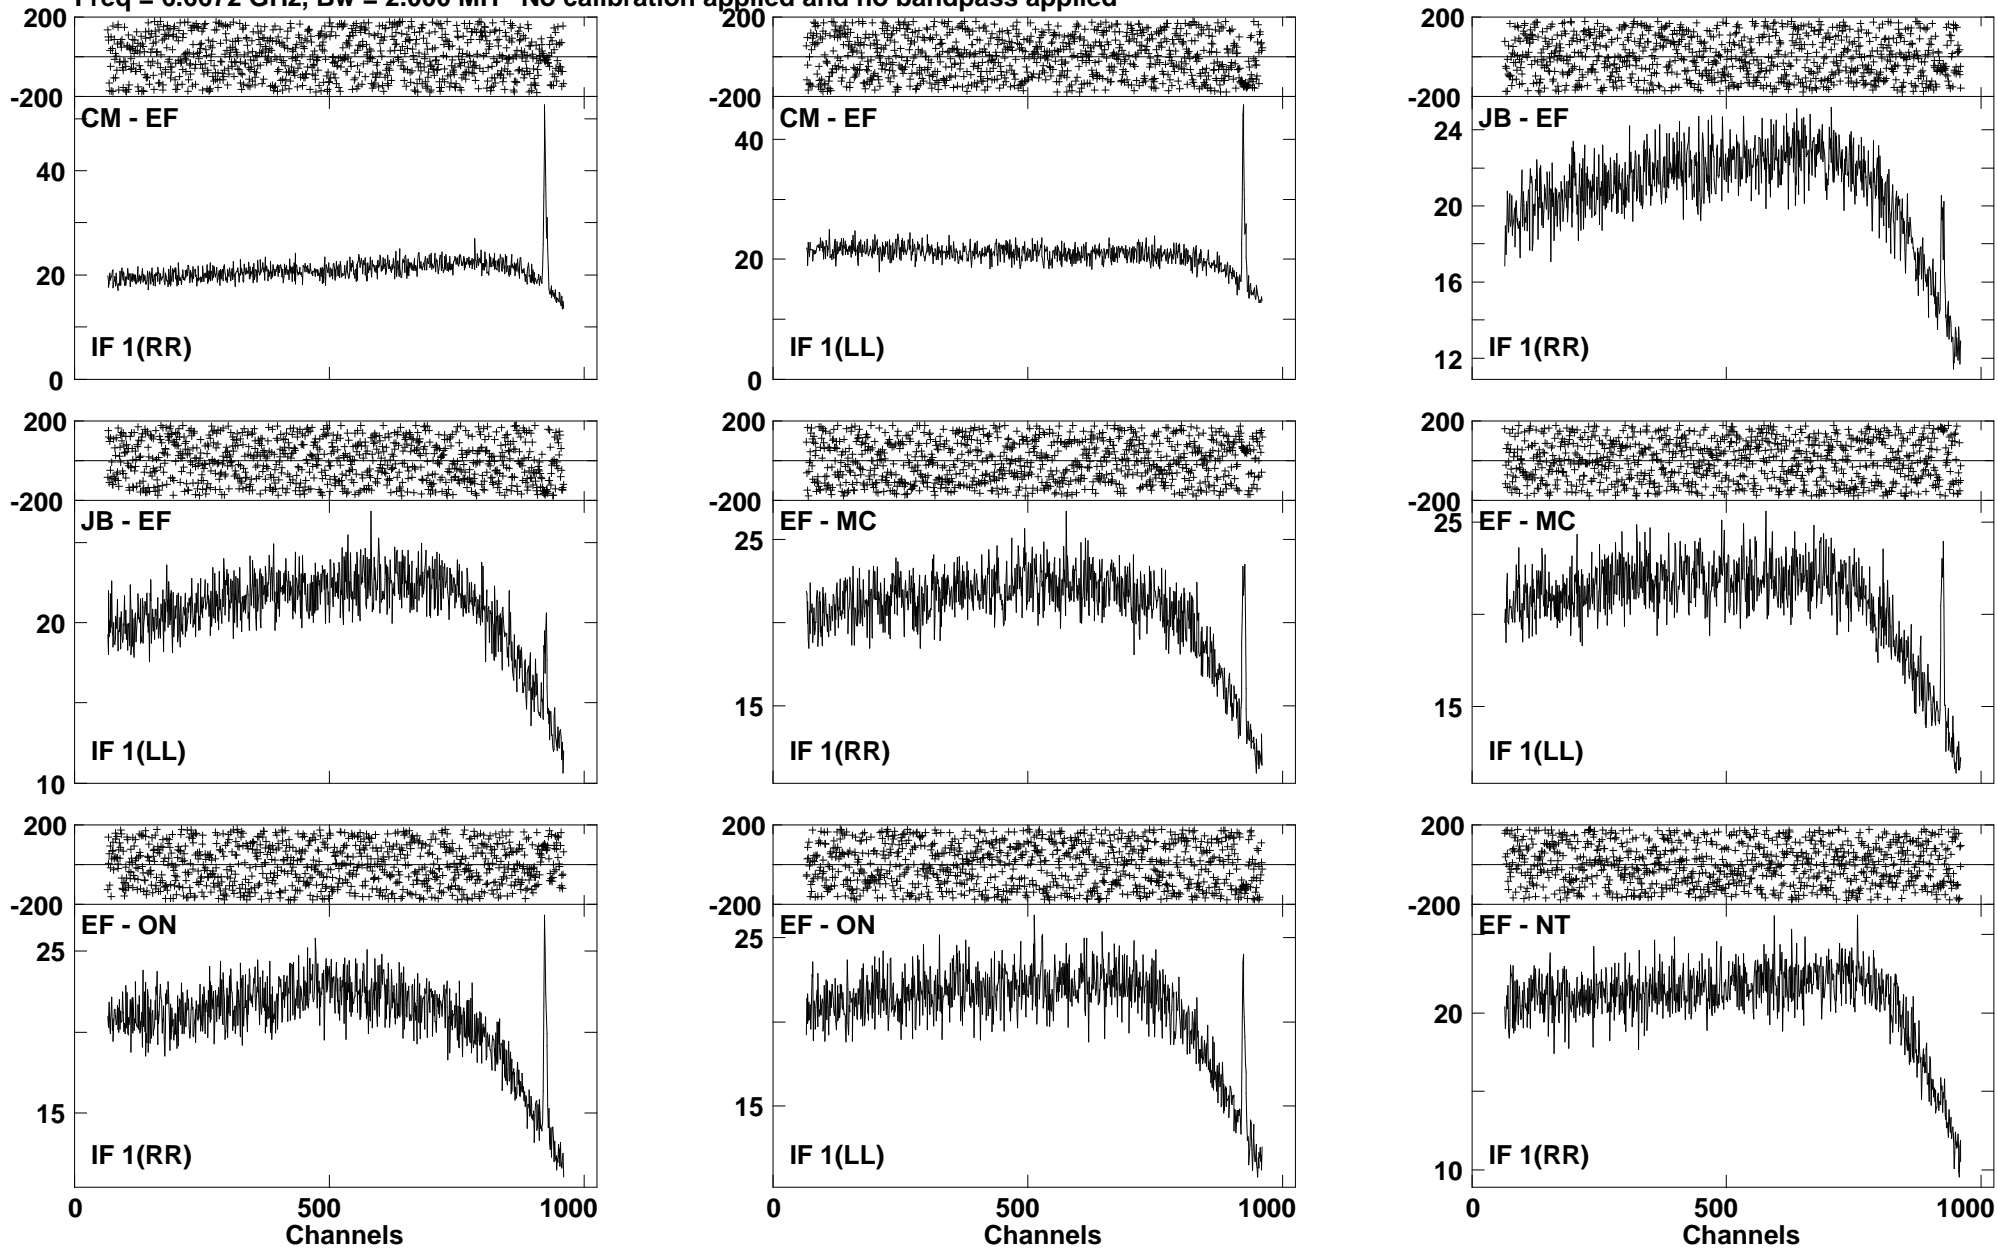 No calibration applied and no bandpass applied
200
-200
CM - EF
40
20
0
IF 1(RR)
200
-200
CM - EF
40
20
0
IF 1(LL)
200
-200
JB - EF
24
20
16
12
IF 1(RR)
200
-200
JB - EF
20
10
IF 1(LL)
200
-200
EF - MC
25
15
IF 1(RR)
200
-200
EF - MC
25
15
IF 1(LL)
200
-200
EF - ON
25
15
IF 1(RR)
0 500 1000
Channels
200
-200
EF - ON
25
15
IF 1(LL)
0 500 1000
Channels
200
-200
EF - NT
20
10
IF 1(RR)
0 500 1000
Channels